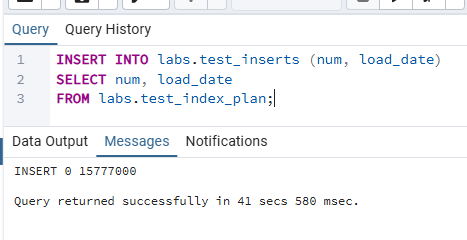 Query Query History
1 INSERT INTO labs.test_inserts (num, load_date)
2 SELECT num, load_date
3 FROM labs.test_index_plan;
Data Output Messages Notifications
INSERT 0 15777000
Query returned successfully in 41 secs 580 msec.